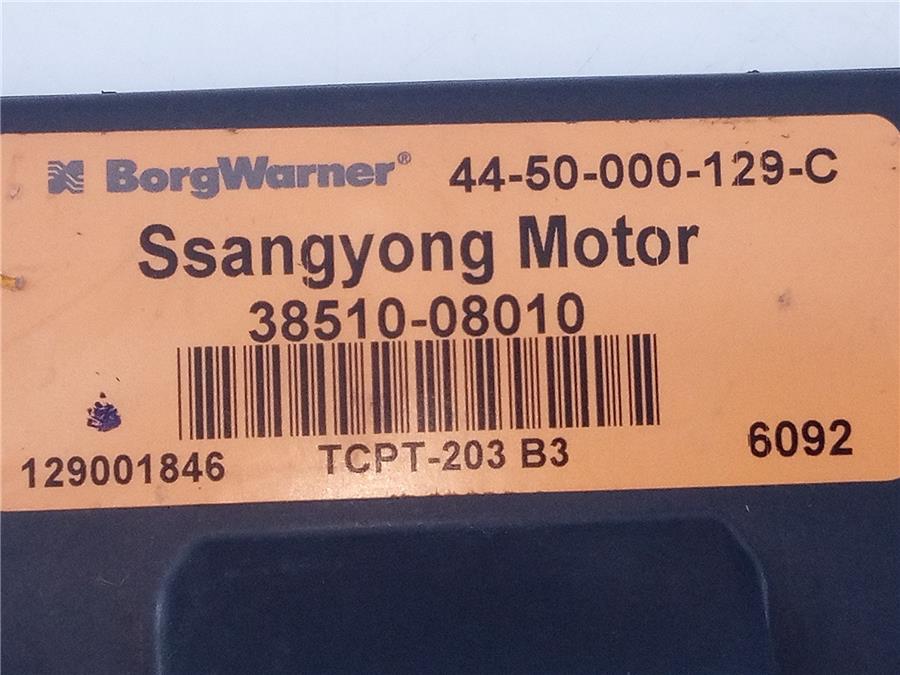 BorgWarner® 44-50-000-129-C
Ssangyong Motor
38510-08010
129001846 TCPT-203 B3 6092